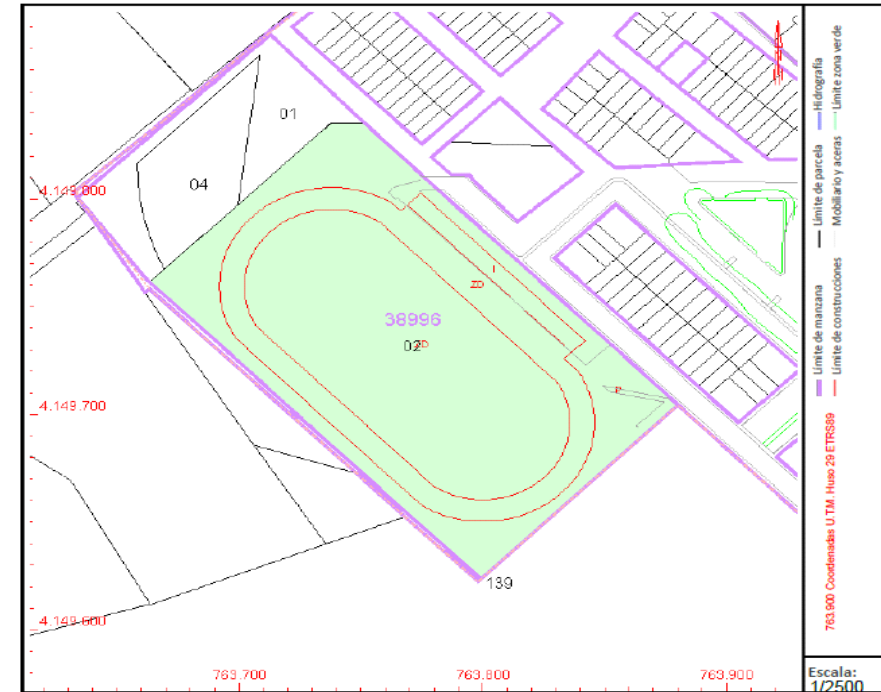 01
04
4.149.800
I
ZD
38996
02
ZD
P
4.149.700
139
4.149.600
763.700
763.800
763.900
763.900 Coordenadas U.T.M. Huso 29 ETRS89
Límite de manzana
Límite de construcciones
Límite de parcela
Mobiliario y aceras
Hidrografía
Límite zona verde
Escala:
1/2500